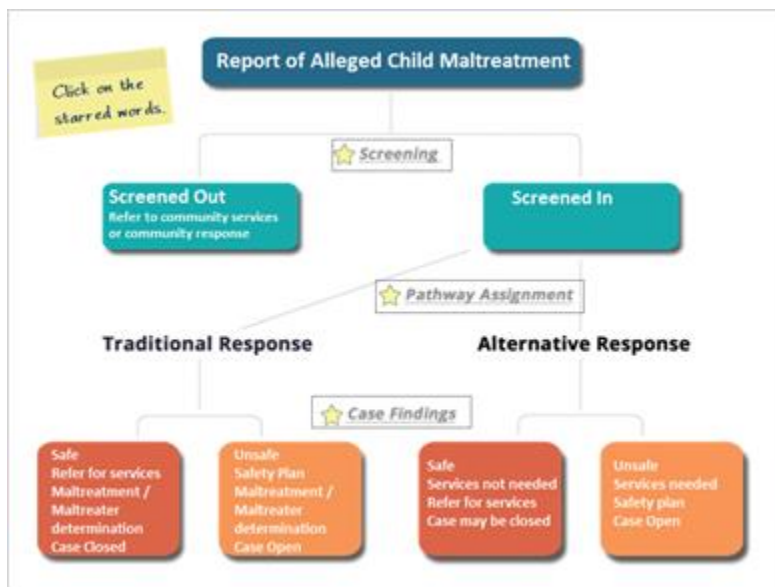 Report of Alleged Child Maltreatment
Click on the
starred words.
Screening
Screened Out
Refer to community services
or community response
Screened In
Pathway Assignment
Traditional Response
Alternative Response
Case Findings
Safe
Refer for services
Maltreatment /
Maltreater
determination
Case Closed
Unsafe
Safety Plan
Maltreatment /
Maltreater
determination
Case Open
Safe
Services not needed
Refer for services
Case may be closed
Unsafe
Services needed
Safety plan
Case Open